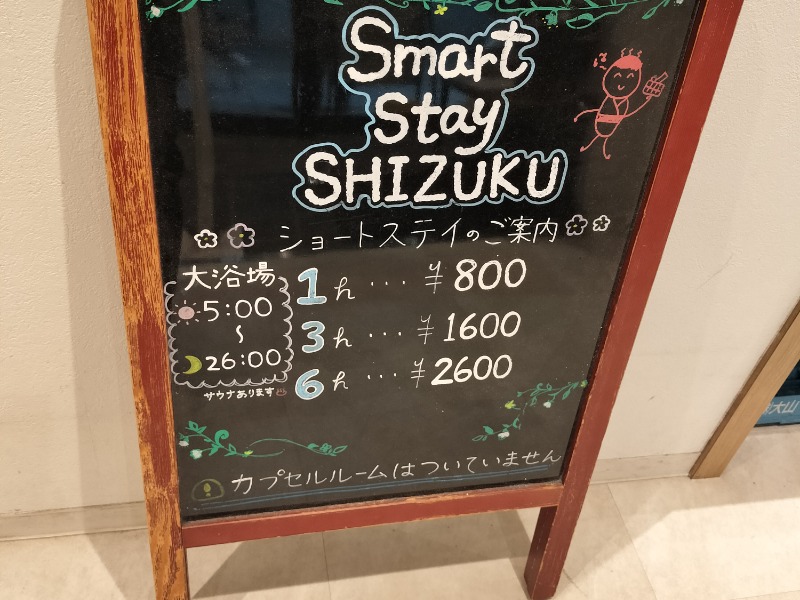 Smart
Stay
SHIZUKU
ショートステイのご案内
大浴場
5:00
〜
26:00
サウナあります
1h…¥800
3h…¥1600
6h…¥2600
カプセルルームはついていません
大山